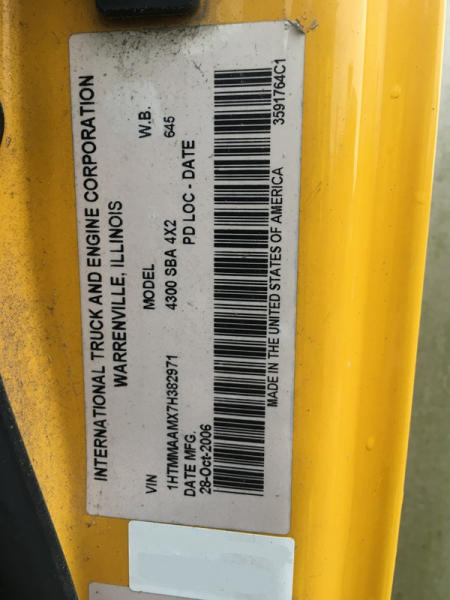 INTERNATIONAL TRUCK AND ENGINE CORPORATION
WARRENVILLE, ILLINOIS
VIN MODEL W.B.
1HTMMAAMX7H382971 4300 SBA 4X2 645
DATE MFG. PD LOC - DATE
28-Oct-2006
MADE IN THE UNITED STATES OF AMERICA 3591764C1